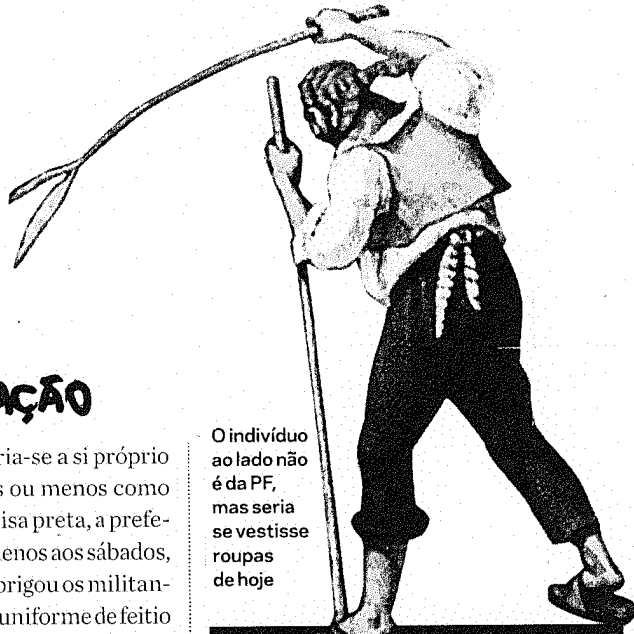 AÇÃO
ria-se a si próprio
s ou menos como
isa preta, a prefe-
enos aos sábados,
brigou os militan-
uniforme de feitio
O indivíduo
ao lado não
é da PF,
mas seria
se vestisse
roupas
de hoje